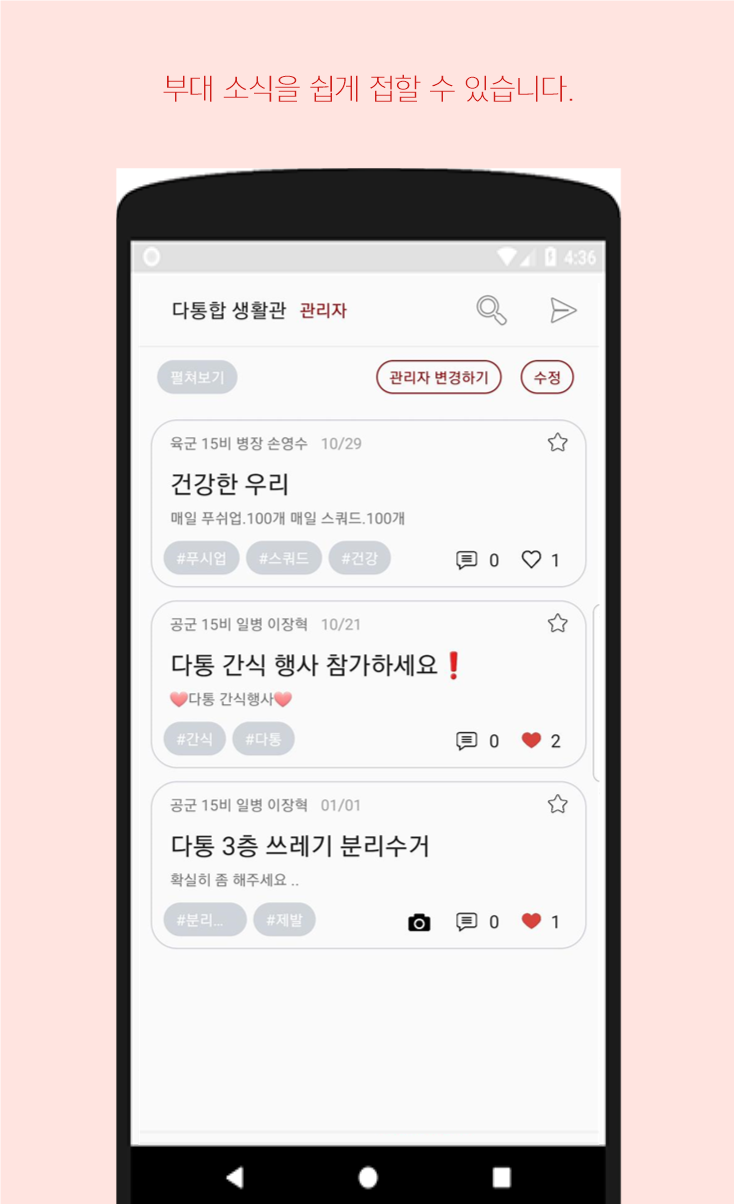 부대 소식을 쉽게 접할 수 있습니다.
4:36
다통합 생활관 관리자
펼쳐보기 관리자 변경하기 수정
육군 15비 병장 손영수 10/29
건강한 우리
매일 푸쉬업.100개 매일 스쿼드.100개
#푸시업 #스쿼드 #건강 0 1
공군 15비 일병 이장혁 10/21
다통 간식 행사 참가하세요❗
❤다통 간식행사❤
#간식 #다통 0 2
공군 15비 일병 이장혁 01/01
다통 3층 쓰레기 분리수거
확실히 좀 해주세요 ..
#분리... #제발 0 1